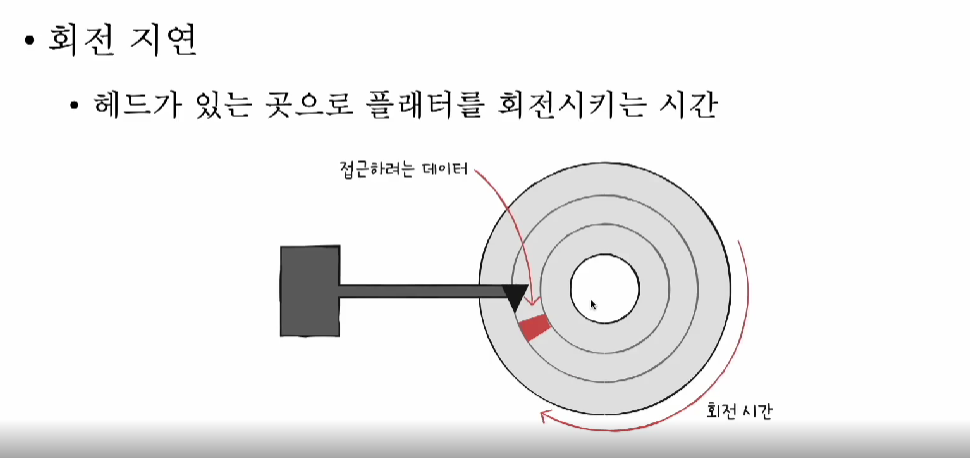 • 회전 지연
• 헤드가 있는 곳으로 플래터를 회전시키는 시간
접근하려는 데이터
회전 시간